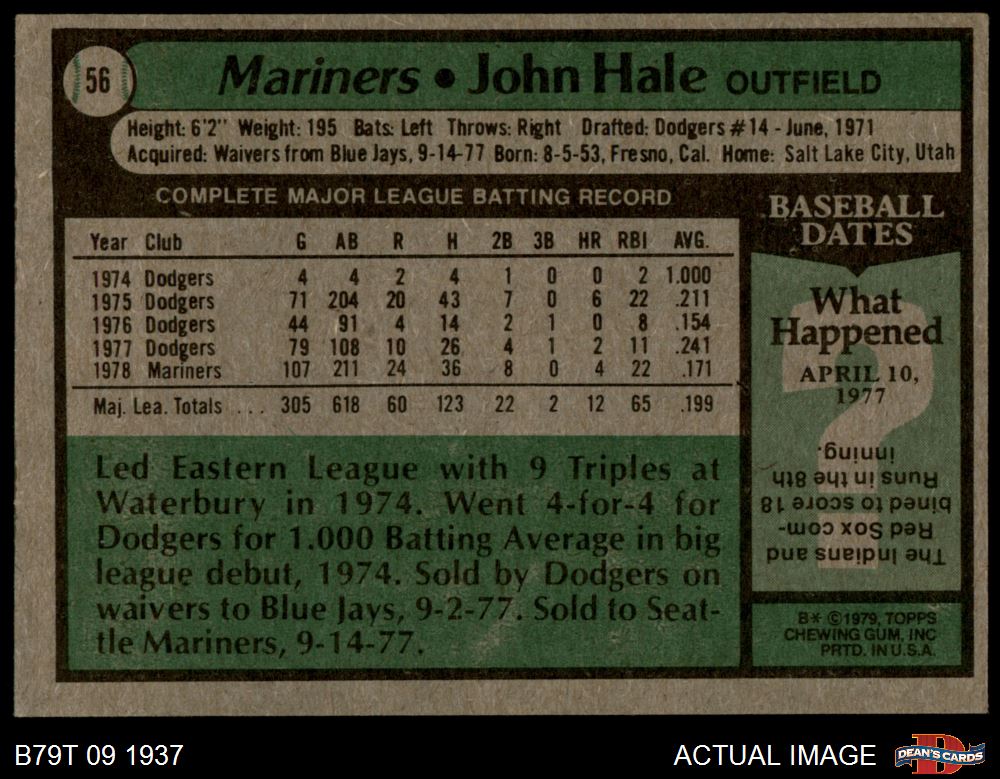 56
Mariners • John Hale OUTFIELD
Height: 6'2" Weight: 195 Bats: Left Throws: Right Drafted: Dodgers #14 - June, 1971
Acquired: Waivers from Blue Jays, 9-14-77 Born: 8-5-53, Fresno, Cal. Home: Salt Lake City, Utah
COMPLETE MAJOR LEAGUE BATTING RECORD
Year Club G AB R H 2B 3B HR RBI AVG.
1974 Dodgers 4 4 2 4 1 0 0 2 1.000
1975 Dodgers 71 204 20 43 7 0 6 22 .211
1976 Dodgers 44 91 4 14 2 1 0 8 .154
1977 Dodgers 79 108 10 26 4 1 2 11 .241
1978 Mariners 107 211 24 36 8 0 4 22 .171
Maj. Lea. Totals . . . 305 618 60 123 22 2 12 65 .199
Led Eastern League with 9 Triples at
Waterbury in 1974. Went 4-for-4 for
Dodgers for 1.000 Batting Average in big
league debut, 1974. Sold by Dodgers on
waivers to Blue Jays, 9-2-77. Sold to Seat-
tle Mariners, 9-14-77.
BASEBALL
DATES
What
Happened
APRIL 10,
1977
?
The Indians and
Red Sox com-
bined to score 18
Runs in the 8th
inning.
B* ©1979, TOPPS
CHEWING GUM, INC
PRTD. IN U.S.A.
B79T 09 1937
ACTUAL IMAGE
D
DEAN'S CARDS